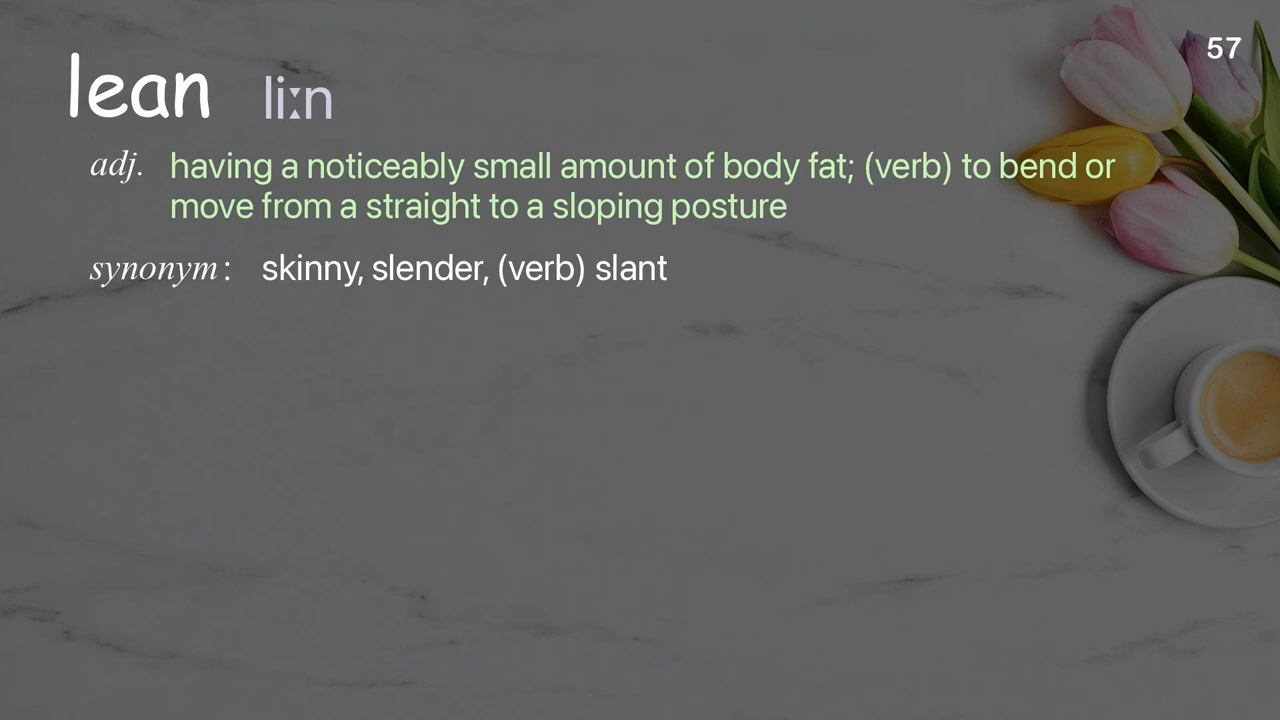 57
lean liːn
adj. having a noticeably small amount of body fat; (verb) to bend or
move from a straight to a sloping posture
synonym: skinny, slender, (verb) slant